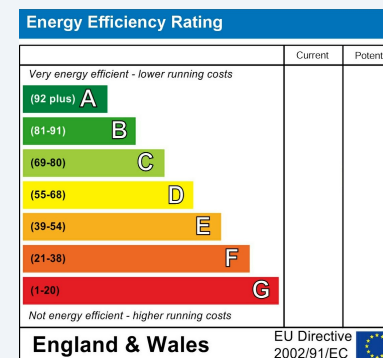 Energy Efficiency Rating
Current Potent
Very energy efficient - lower running costs
(92 plus) A
(81-91) B
(69-80) C
(55-68) D
(39-54) E
(21-38) F
(1-20) G
Not energy efficient - higher running costs
England & Wales
EU Directive
2002/91/EC